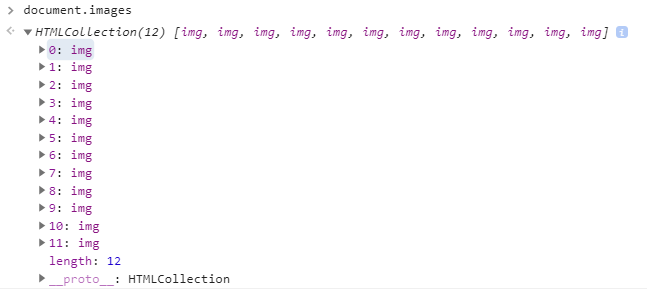 document.images
HTMLCollection(12) [img, img, img, img, img, img, img, img, img, img, img, img] i
0: img
1: img
2: img
3: img
4: img
5: img
6: img
7: img
8: img
9: img
10: img
11: img
length: 12
__proto__: HTMLCollection